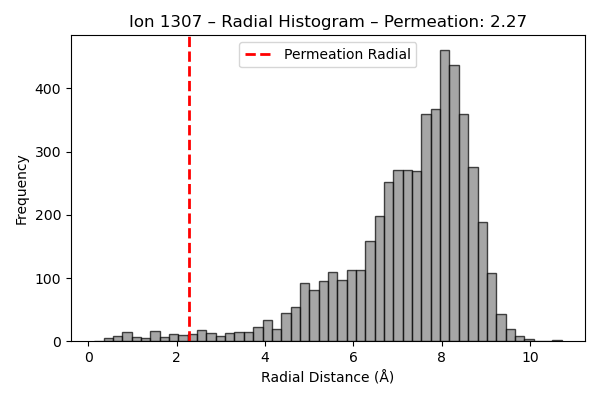 Ion 1307 – Radial Histogram – Permeation: 2.27
Permeation Radial
Frequency
400
300
200
100
0
0 2 4 6 8 10
Radial Distance (Å)